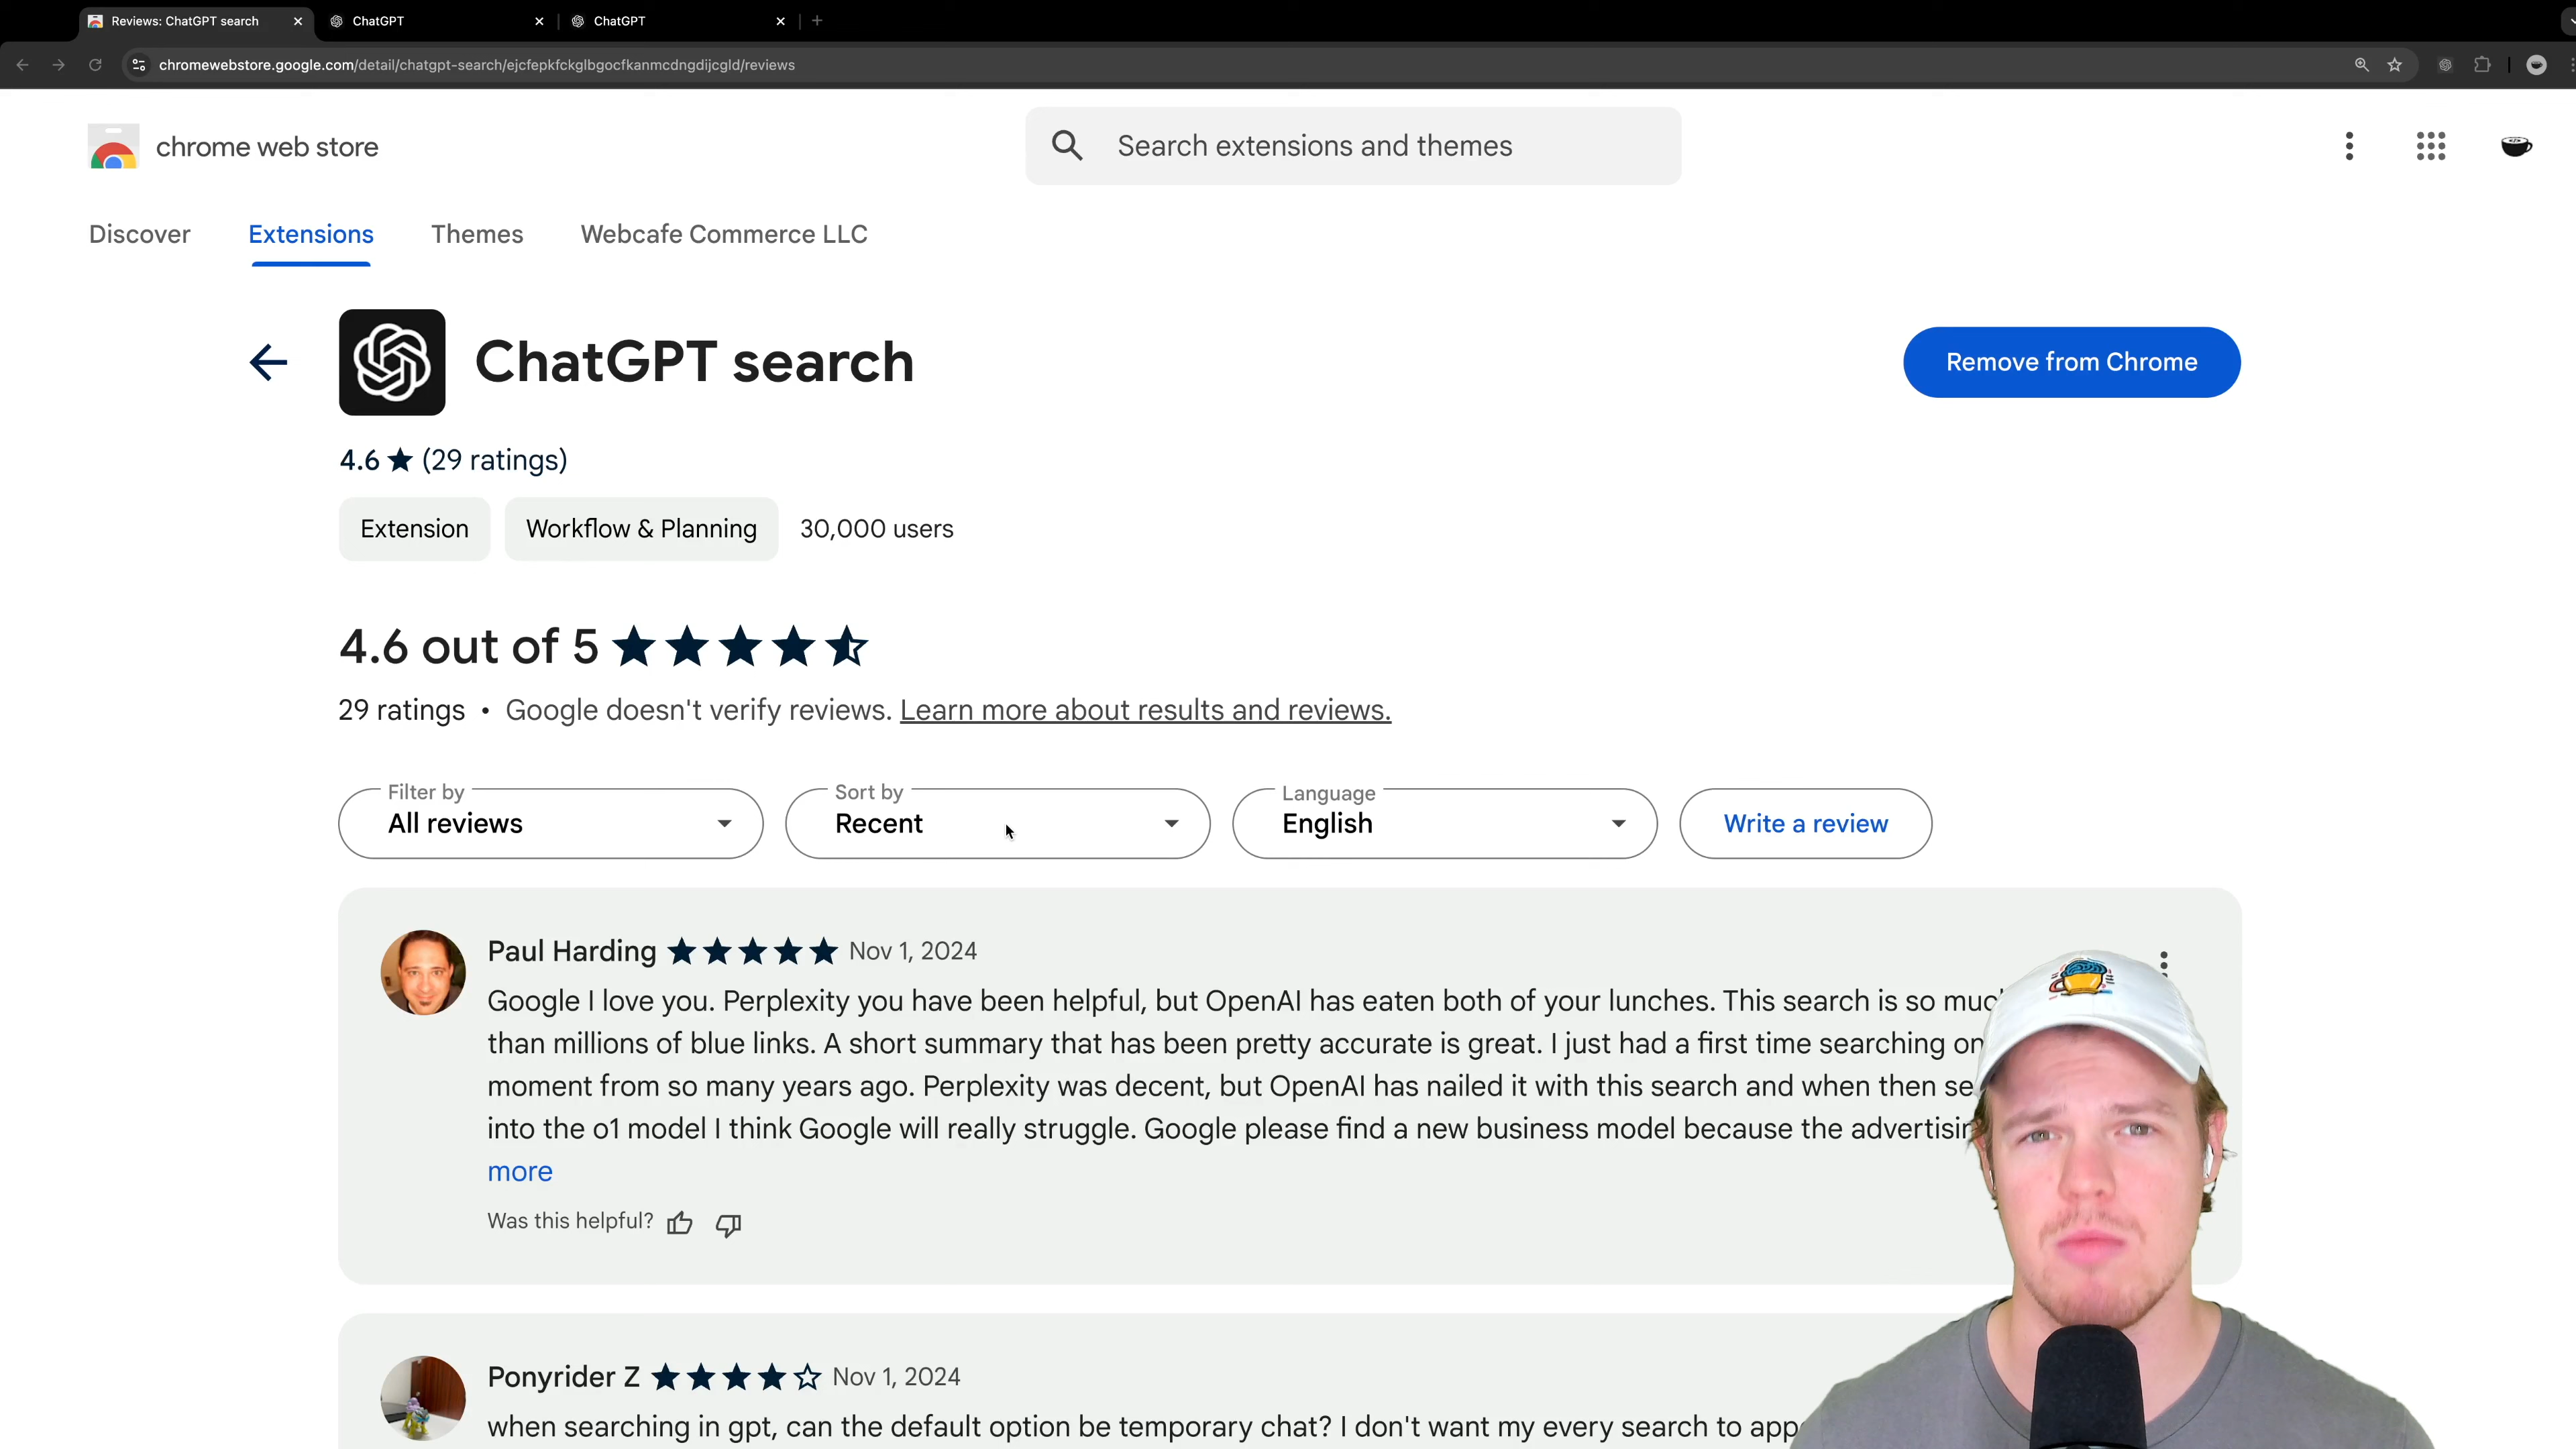 Reviews: ChatGPT search
ChatGPT
ChatGPT
chromewebstore.google.com/detail/chatgpt-search/ejcfepkfckglbgocfkanmcdngdijcgld/reviews
chrome web store
Search extensions and themes
Discover Extensions Themes Webcafe Commerce LLC
ChatGPT search
Remove from Chrome
4.6 ★ (29 ratings)
Extension Workflow & Planning 30,000 users
4.6 out of 5
29 ratings • Google doesn't verify reviews. Learn more about results and reviews.
Filter by
All reviews
Sort by
Recent
Language
English
Write a review
Paul Harding Nov 1, 2024
Google I love you. Perplexity you have been helpful, but OpenAI has eaten both of your lunches. This search is so
than millions of blue links. A short summary that has been pretty accurate is great. I just had a first time searching
moment from so many years ago. Perplexity was decent, but OpenAI has nailed it with this search and when then
into the o1 model I think Google will really struggle. Google please find a new business model because the
more
Was this helpful?
Ponyrider Z Nov 1, 2024
when searching in gpt, can the default option be temporary chat? I don't want my every search to